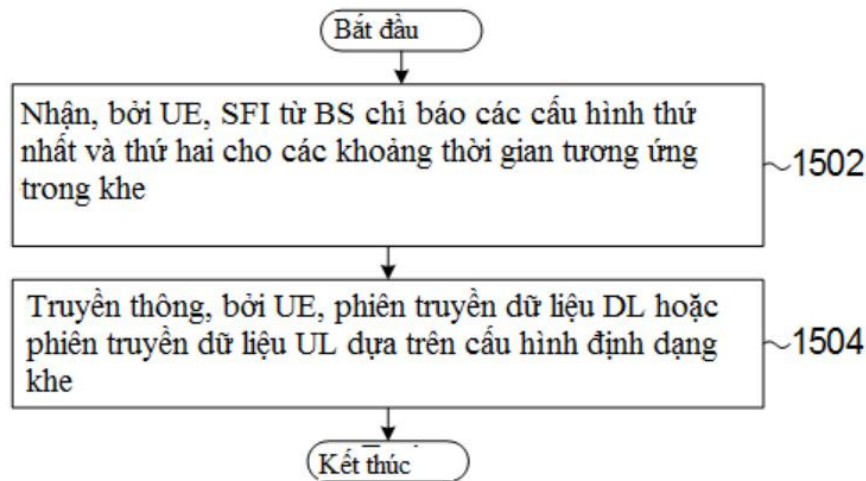 Bắt đầu
Nhận, bởi UE, SFI từ BS chỉ báo các cấu hình thứ
nhất và thứ hai cho các khoảng thời gian tương ứng
trong khe
1502
Truyền thông, bởi UE, phiên truyền dữ liệu DL hoặc
phiên truyền dữ liệu UL dựa trên cấu hình định dạng
khe
1504
Kết thúc